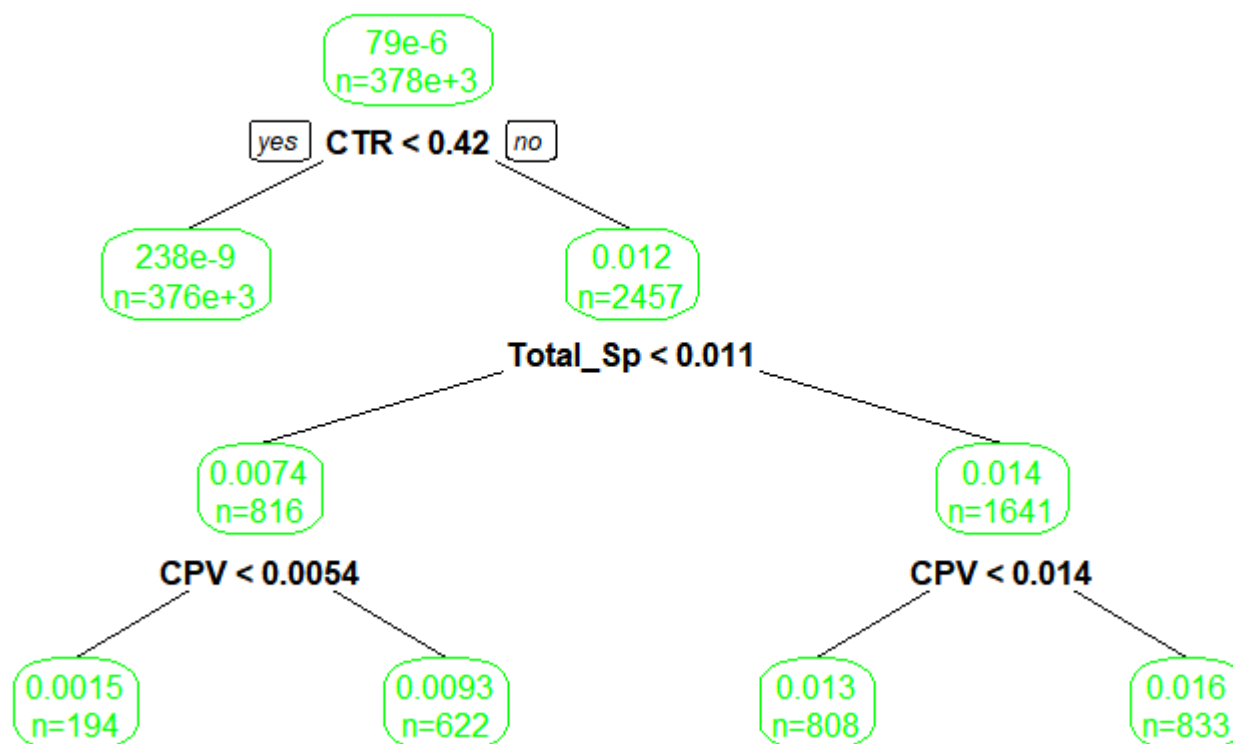 79e-6
n=378e+3
yes CTR < 0.42 no
238e-9
n=376e+3
0.012
n=2457
Total_Sp < 0.011
0.0074
n=816
0.014
n=1641
CPV < 0.0054
CPV < 0.014
0.0015
n=194
0.0093
n=622
0.013
n=808
0.016
n=833